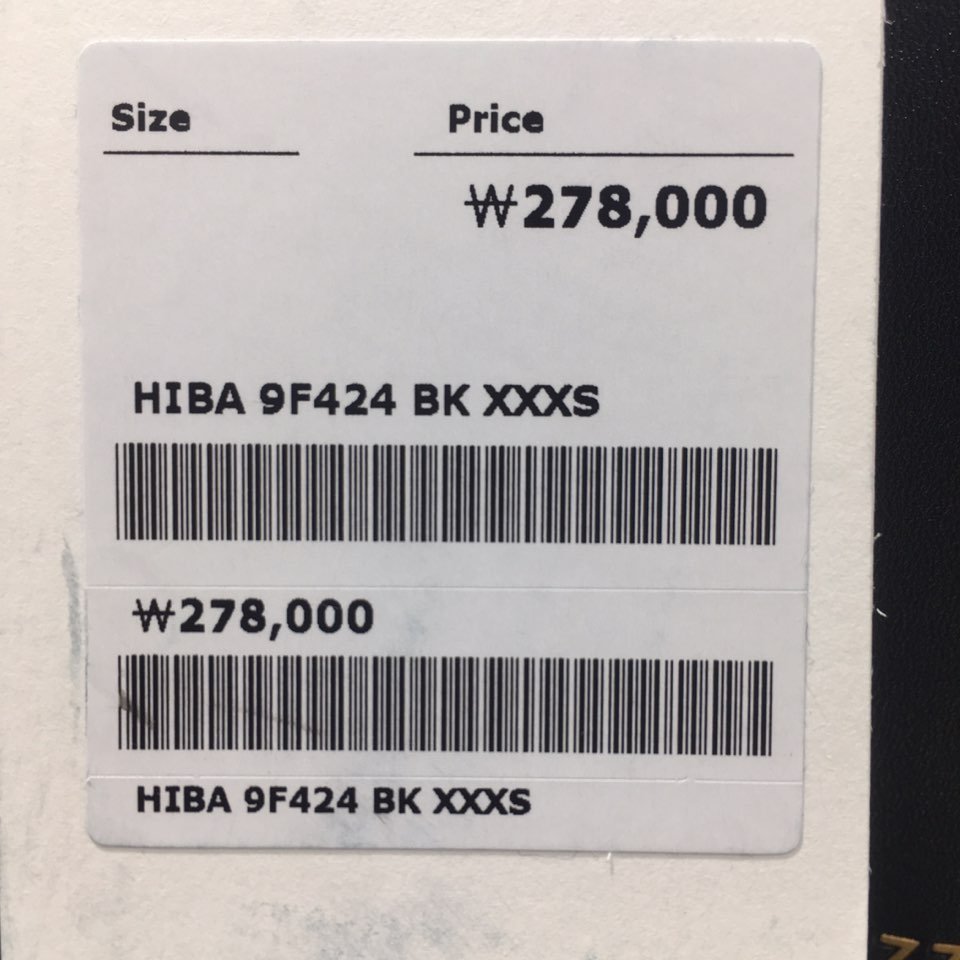 Size Price
₩278,000
HIBA 9F424 BK XXXS
₩278,000
HIBA 9F424 BK XXXS